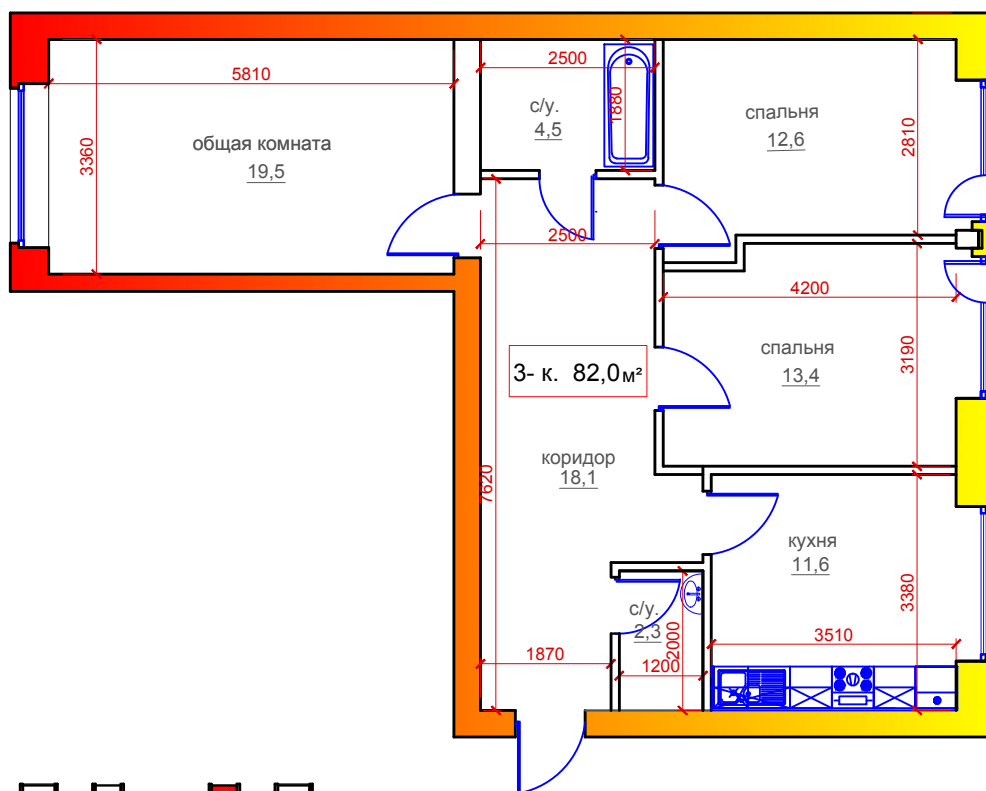 5810
2500
1880
3360
общая комната
19,5
с/у.
4,5
спальня
12,6
2810
2500
4200
3- к. 82,0м²
спальня
13,4
3190
7620
коридор
18,1
кухня
11,6
3380
с/у.
2,3
2000
1870
1200
3510